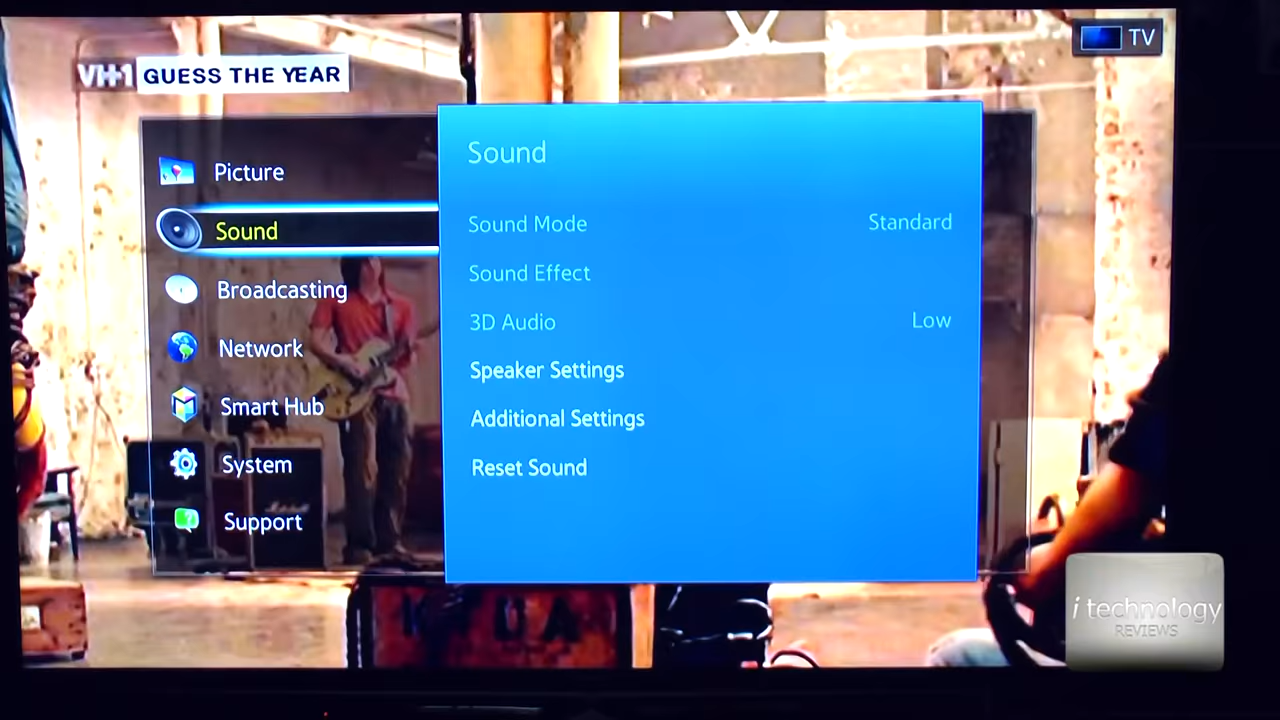 VH1 GUESS THE YEAR
TV
Picture
Sound
Broadcasting
Network
Smart Hub
System
Support
Sound
Sound Mode Standard
Sound Effect
3D Audio Low
Speaker Settings
Additional Settings
Reset Sound
i technology
REVIEWS